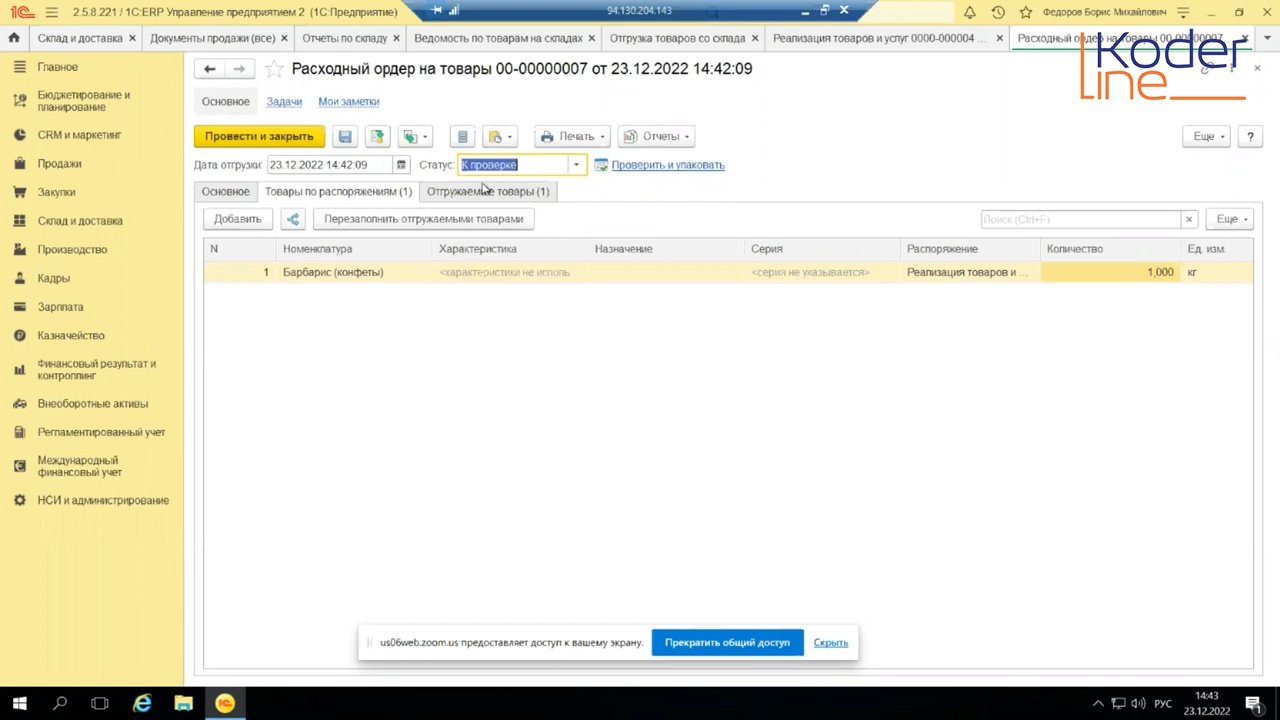 2.5.8.221 / 1С:ERP Управление предприятием 2 (1С:Предприятие)
94.130.204.143
Федоров Борис Михайлович
Склад и доставка
Документы продажи (все)
Отчеты по складу
Ведомость по товарам на складах
Отгрузка товаров со склада
Реализация товаров и услуг 0000-000004 ...
Расходный ордер на товары 00-00000007
Koder
line
Главное
Бюджетирование и
планирование
CRM и маркетинг
Продажи
Закупки
Склад и доставка
Производство
Кадры
Зарплата
Казначейство
Финансовый результат и
контроллинг
Внеоборотные активы
Регламентированный учет
Международный
финансовый учет
НСИ и администрирование
Расходный ордер на товары 00-00000007 от 23.12.2022 14:42:09
Основное
Задачи
Мои заметки
Провести и закрыть
Печать
Отчеты
Еще
?
Дата отгрузки: 23.12.2022 14:42:09
Статус: К проверке
Проверить и упаковать
Основное
Товары по распоряжениям (1)
Отгружаемые товары (1)
Добавить
Перезаполнить отгружаемыми товарами
Поиск (Ctrl+F)
Еще
N Номенклатура Характеристика Назначение Серия Распоряжение Количество Ед. изм.
1 Барбарис (конфеты) <характеристики не исполь <серия не указывается> Реализация товаров и ... 1,000 кг
us06web.zoom.us предоставляет доступ к вашему экрану.
Прекратить общий доступ
Скрыть
РУС
14:43
23.12.2022
1